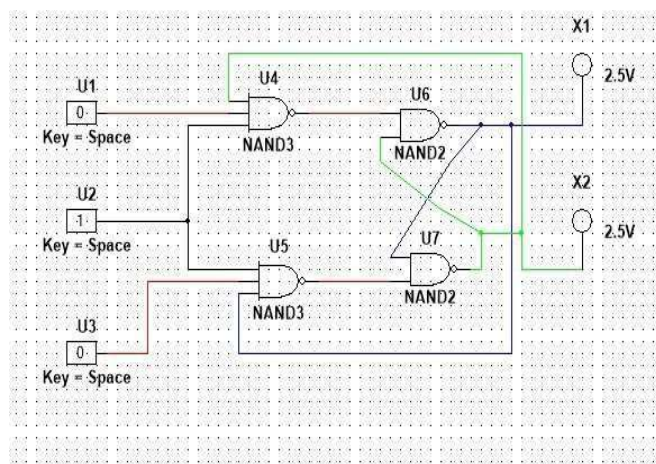 X1
2.5V
U1
0
Key = Space
U4
NAND3
U6
NAND2
U2
1
Key = Space
X2
2.5V
U5
NAND3
U7
NAND2
U3
0
Key = Space